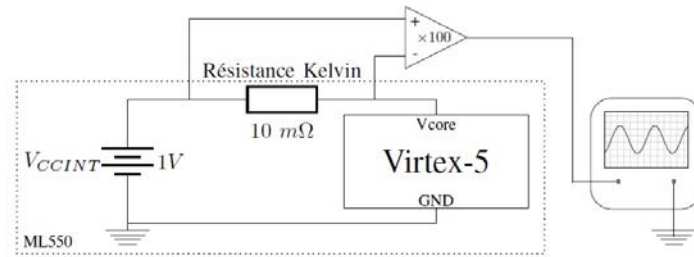 +
×100
-
Résistance Kelvin
10 mΩ
Vcore
V_CCINT
1V
Virtex-5
GND
ML550